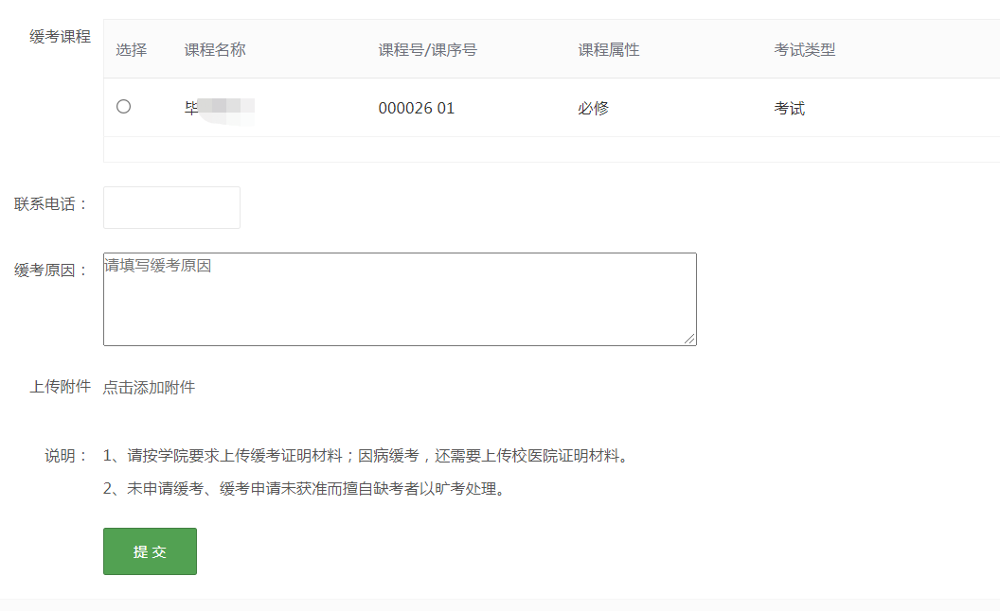 缓考课程
选择 课程名称 课程号/课序号 课程属性 考试类型
毕 000026 01 必修 考试
联系电话：
缓考原因：
请填写缓考原因
上传附件 点击添加附件
说明： 1、请按学院要求上传缓考证明材料；因病缓考，还需要上传校医院证明材料。
2、未申请缓考、缓考申请未获准而擅自缺考者以旷考处理。
提 交